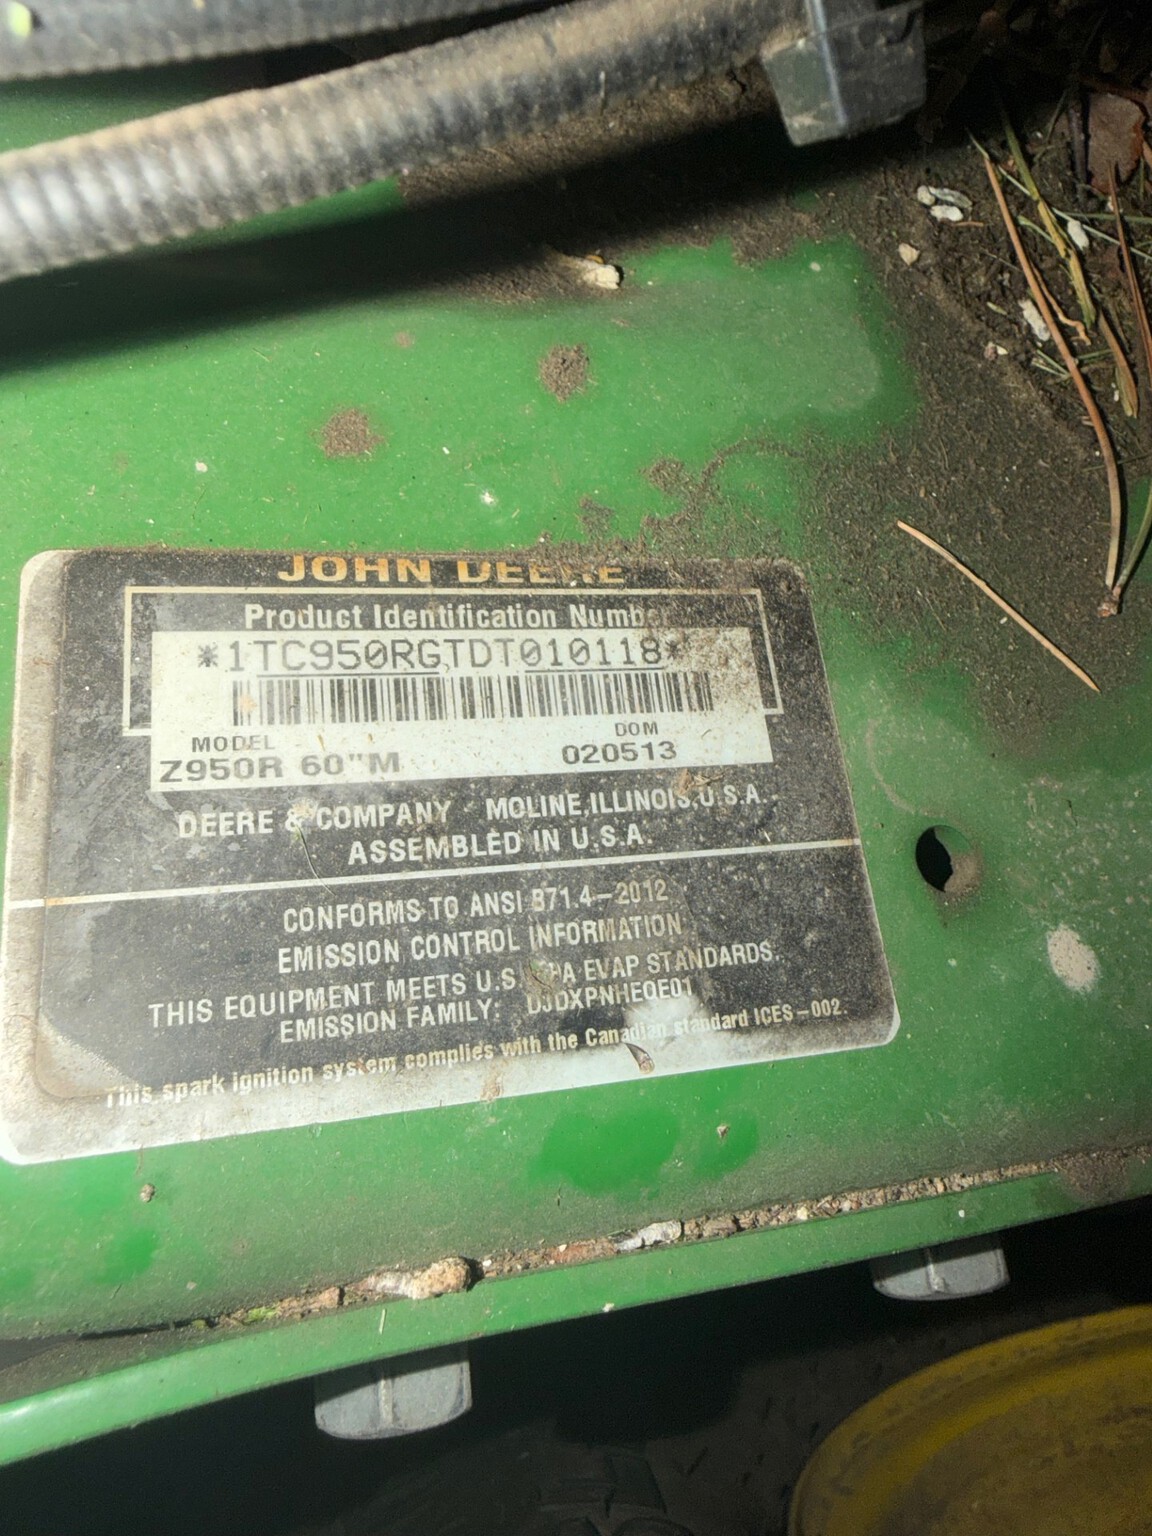 JOHN DEERE
Product Identification Number
*1TC950RGTDT010118*
MODEL DOM
Z950R 60"M 020513
DEERE & COMPANY MOLINE, ILLINOIS, U.S.A.
ASSEMBLED IN U.S.A.
CONFORMS TO ANSI B71.4-2012
EMISSION CONTROL INFORMATION
THIS EQUIPMENT MEETS U.S. EPA EVAP STANDARDS.
EMISSION FAMILY:
This spark ignition system complies with the Canadian standard ICES-002.